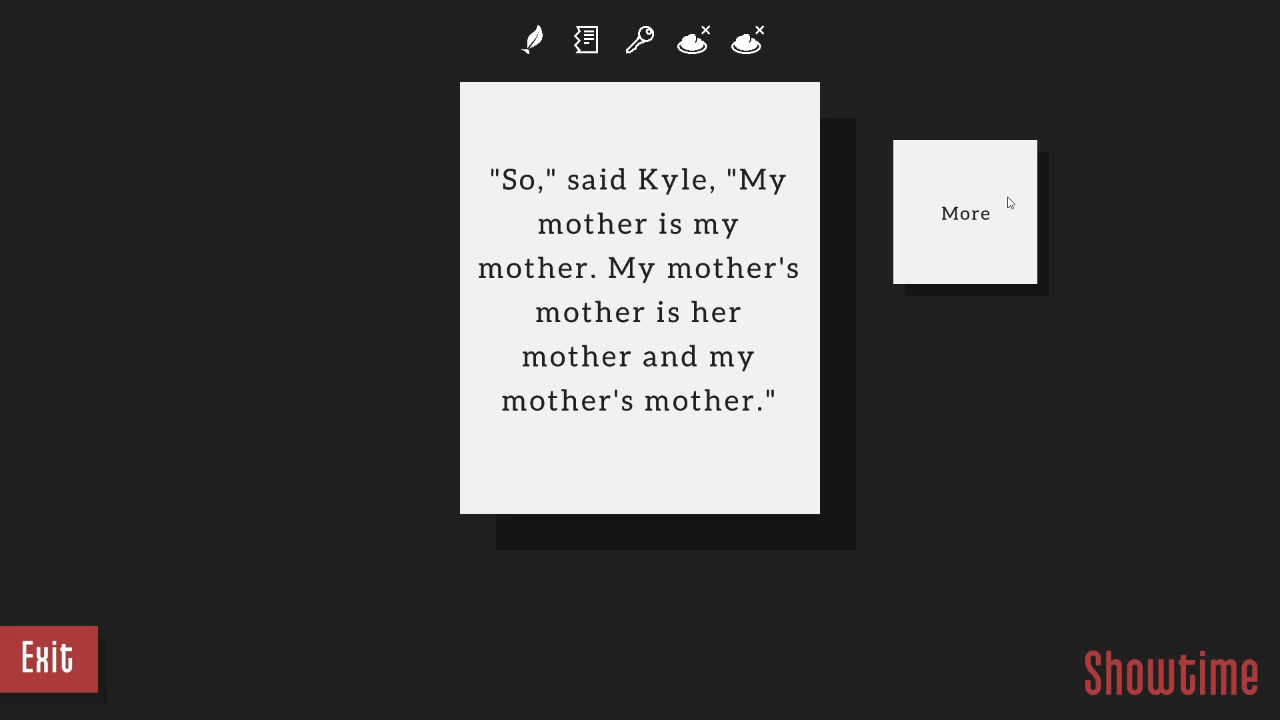 "So," said Kyle, "My
mother is my
mother. My mother's
mother is her
mother and my
mother's mother."
More
Exit
Showtime